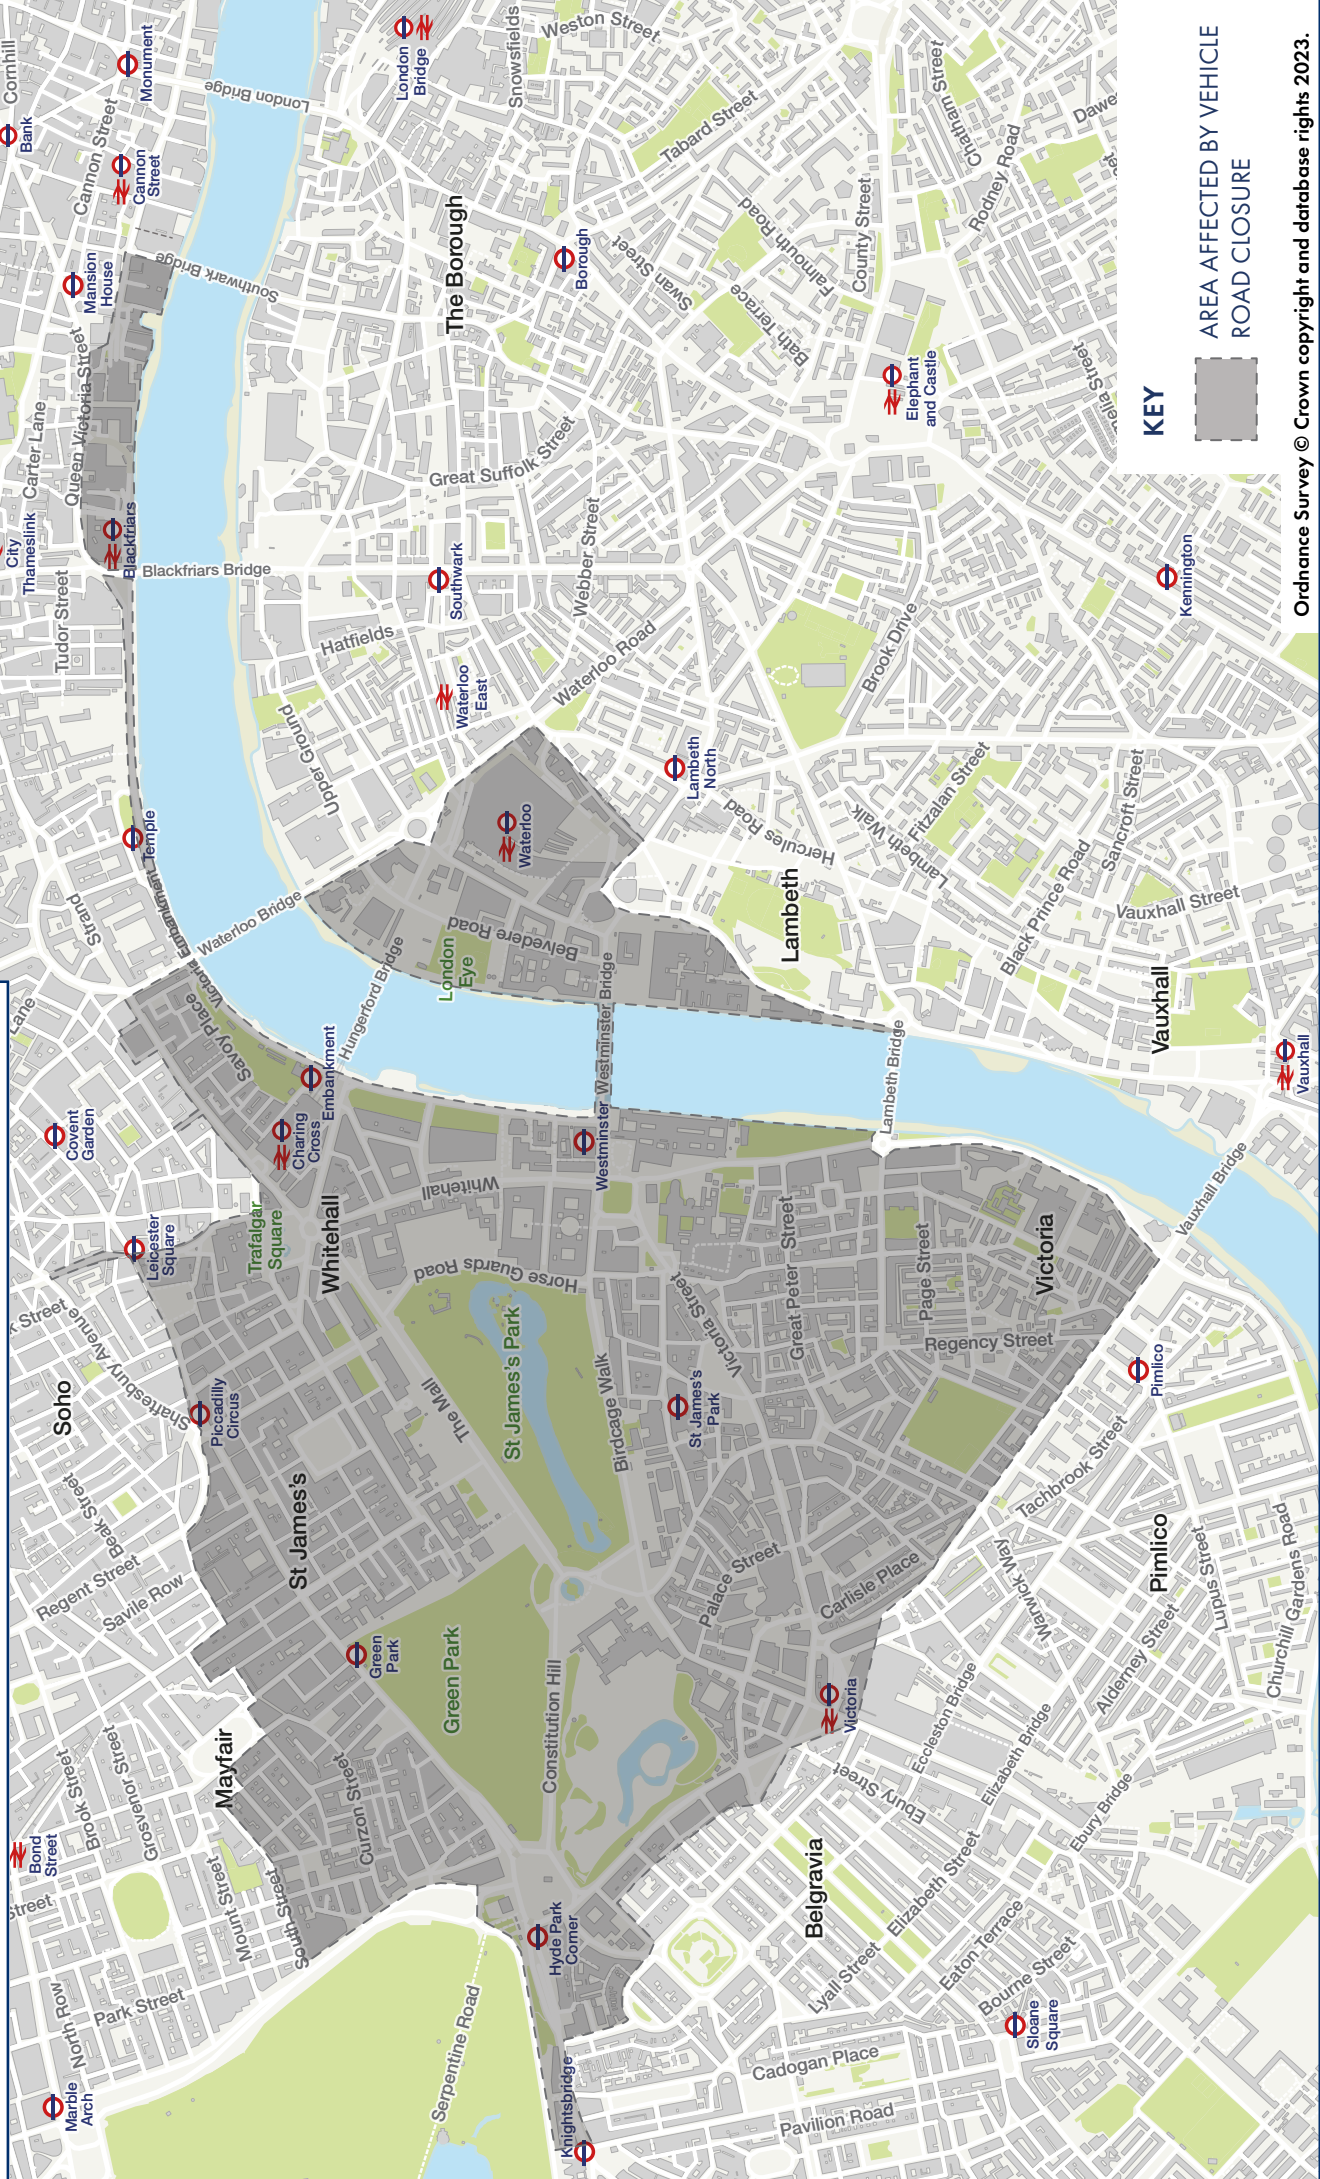 Marble
Arch
North Row
Park Street
Street
Bond
Street
Brook Street
Grosvenor Street
Mount Street
South Street
Mayfair
Curzon Street
Regent Street
Savile Row
Beak Street
Soho
Shaftesbury Avenue
k Street
Piccadilly
Circus
Leicester
Square
Covent
Garden
Lane
Strand
Savoy Place
Victoria Embankment
Temple
Tudor Street
City
Thameslink
Carter Lane
Queen Victoria Street
Blackfriars
Mansion
House
Cannon Street
Cannon
Street
Bank
Cornhill
Monument
London Bridge
Southwark Bridge
Blackfriars Bridge
Waterloo Bridge
Hungerford Bridge
Embankment
Charing
Cross
Trafalgar
Square
Whitehall
Whitehall
St James's
Green
Park
Green Park
The Mall
St James's Park
Horse Guards Road
Birdcage Walk
Constitution Hill
Hyde Park
Corner
Knightsbridge
Serpentine Road
London
Eye
Belvedere Road
Waterloo
Upper Ground
Hatfields
Waterloo
East
Southwark
Great Suffolk Street
The Borough
London
Bridge
Snowsfields
Weston Street
Borough
Webber Street
Waterloo Road
Swan Street
Tabard Street
Falmouth Road
Bath Terrace
County Street
Chatham Street
Rodney Road
Dawe
Elephant
and Castle
Brook Drive
Lambeth
North
Hercules Road
Lambeth
Lambeth Walk
Fitzalan Street
Black Prince Road
Sancroft Street
Vauxhall Street
Vauxhall
Vauxhall
Kennington
melia Street
Westminster
Westminster Bridge
Lambeth Bridge
Vauxhall Bridge
Victoria Street
Great Peter Street
Page Street
Regency Street
Victoria
St James's
Park
Palace Street
Carlisle Place
Victoria
Pimlico
Tachbrook Street
Pimlico
Warwick Way
Lupus Street
Alderney Street
Churchill Gardens Road
Eccleston Bridge
Elizabeth Bridge
Ebury Bridge
Ebury Street
Belgravia
Elizabeth Street
Eaton Terrace
Lyall Street
Bourne Street
Sloane
Square
Cadogan Place
Pavilion Road
KEY
AREA AFFECTED BY VEHICLE
ROAD CLOSURE
Ordnance Survey © Crown copyright and database rights 2023.